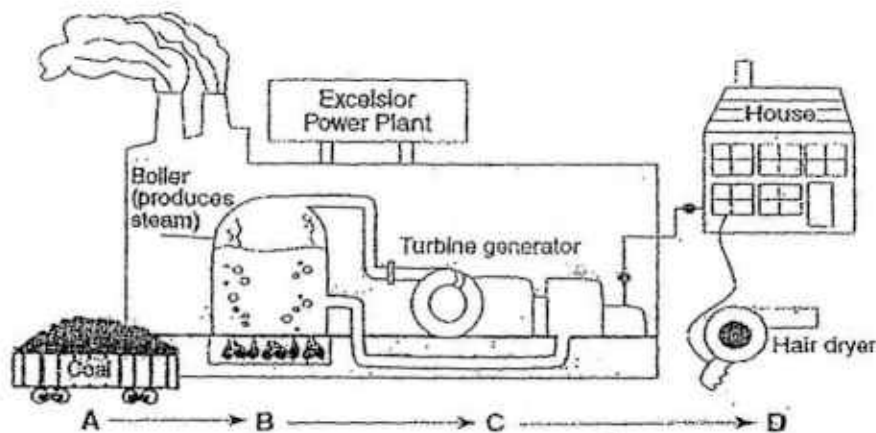 Excelsior
Power Plant
House
Boiler
(produces
steam)
Turbine generator
Coal
Hair dryer
A B C D